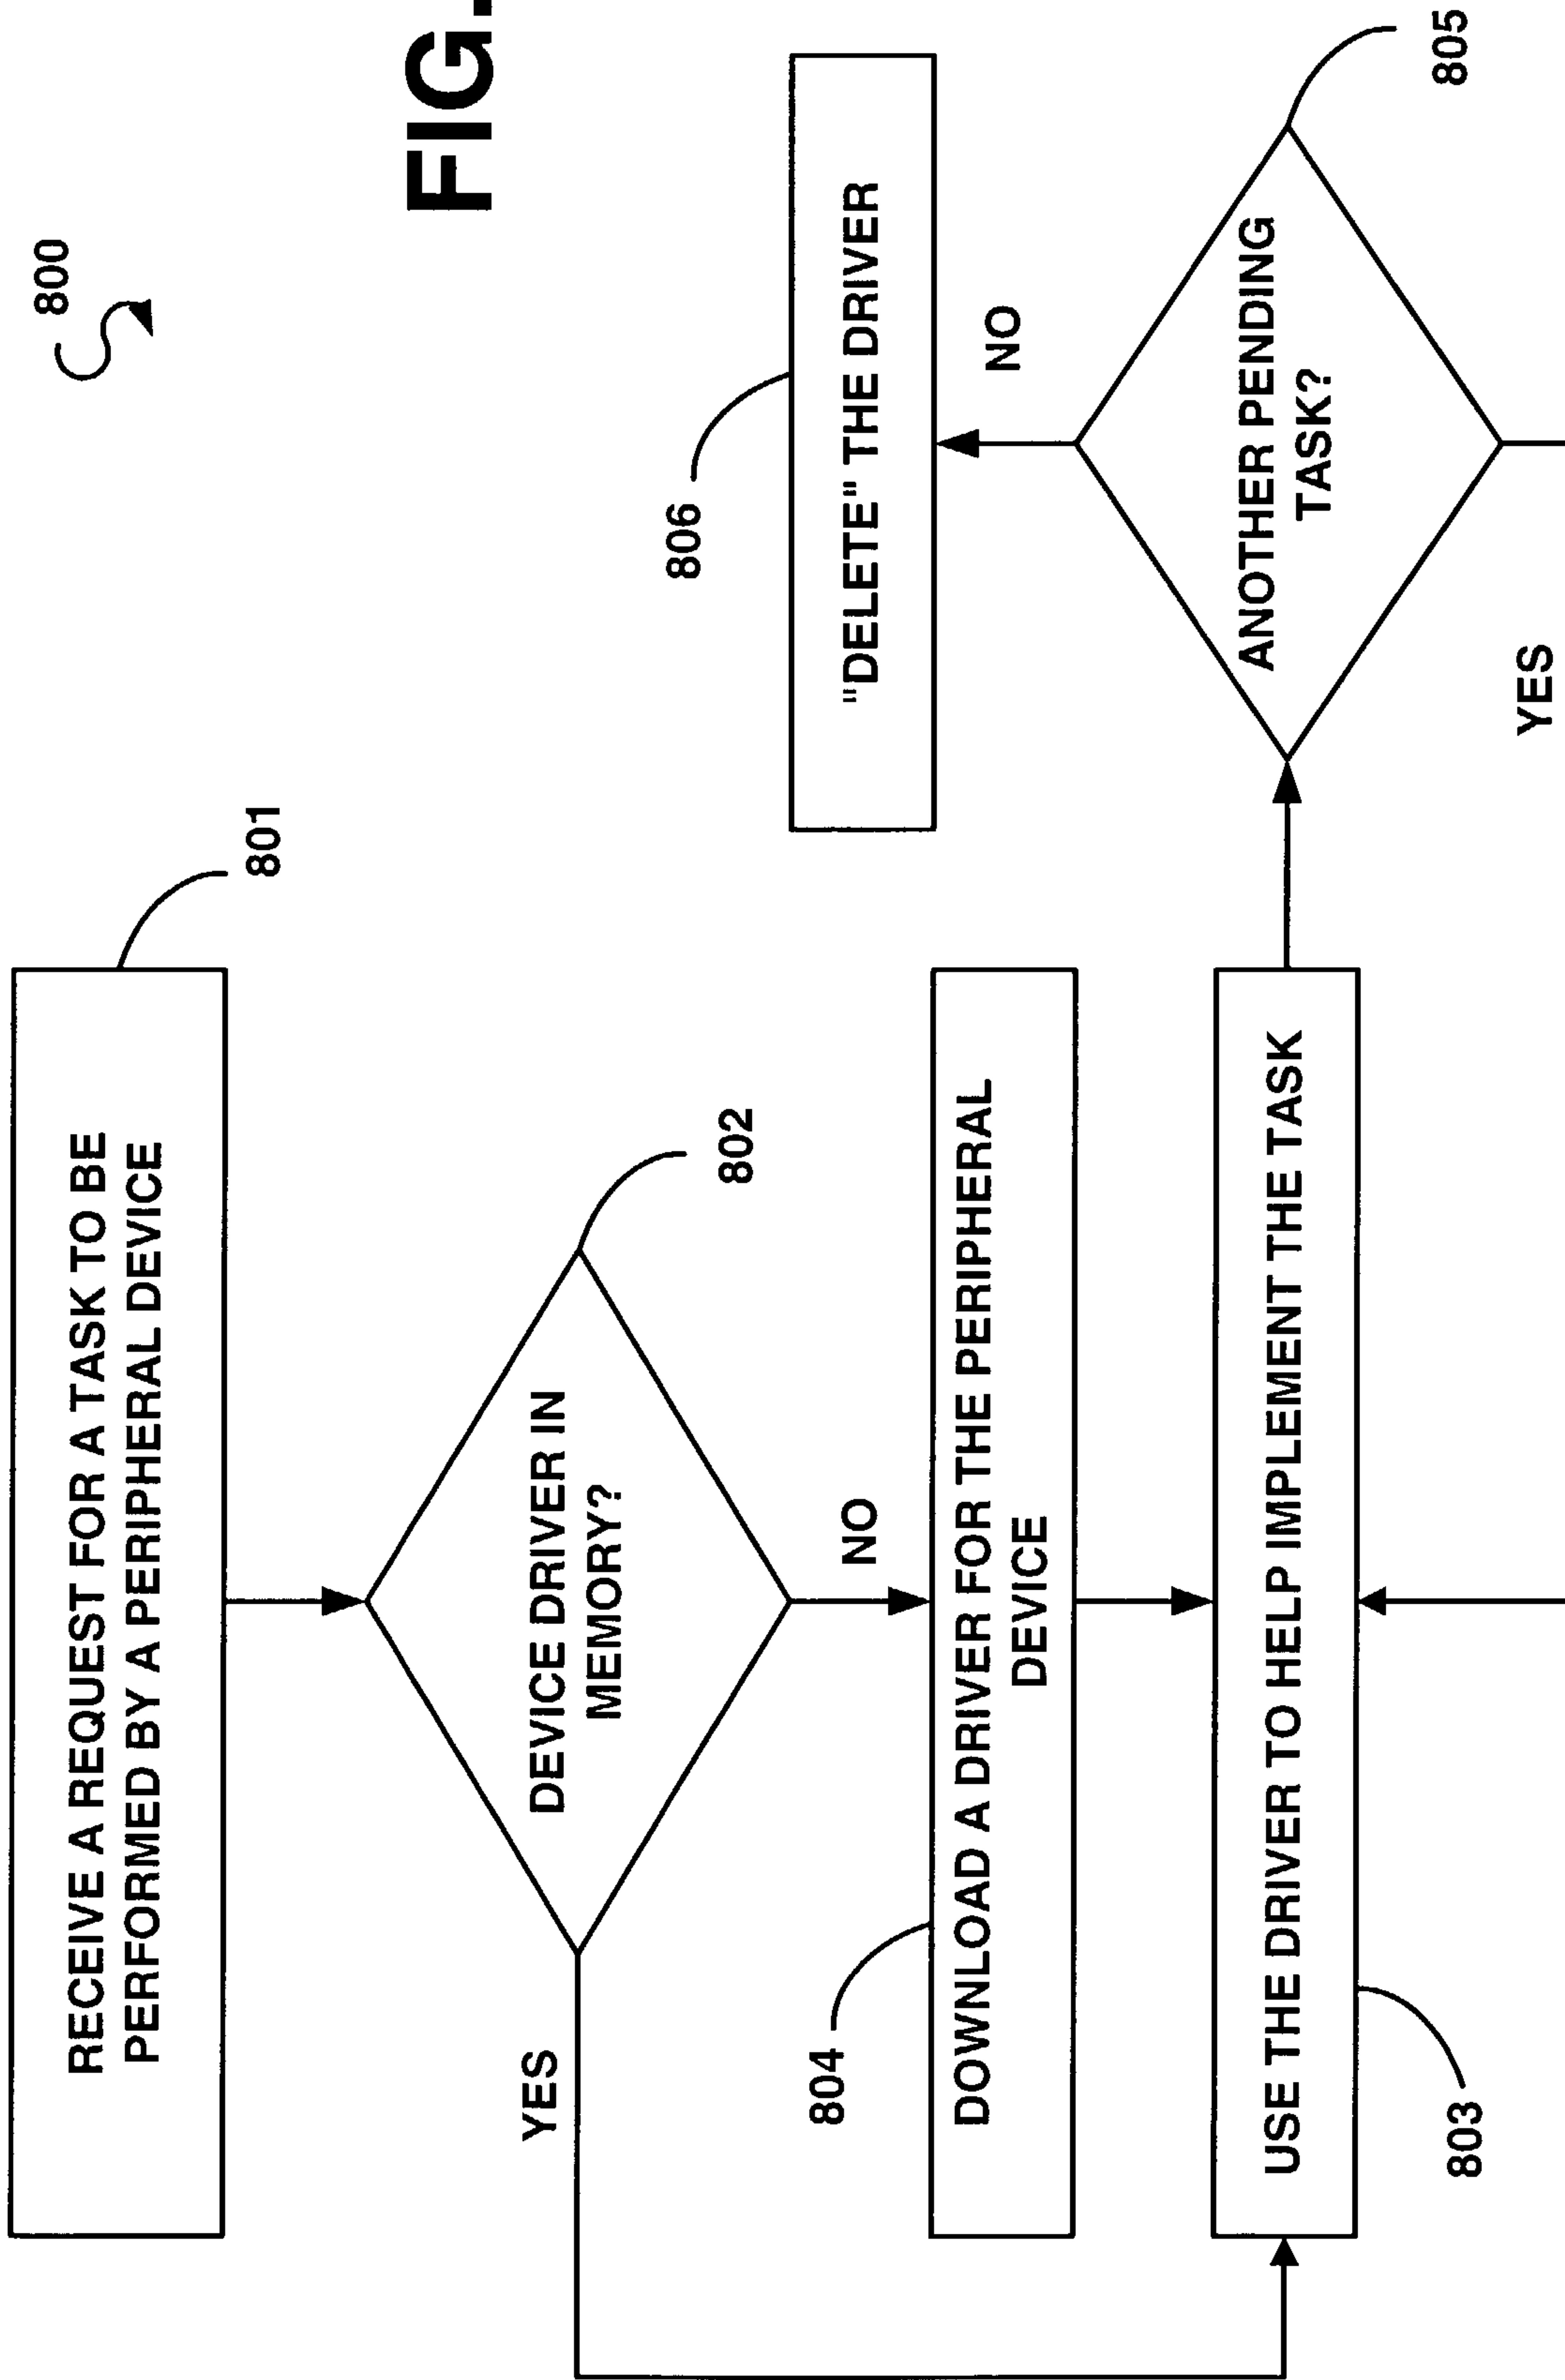 800
FIG.
RECEIVE A REQUEST FOR A TASK TO BE
PERFORMED BY A PERIPHERAL DEVICE
801
DEVICE DRIVER IN
MEMORY?
802
YES
NO
804
DOWNLOAD A DRIVER FOR THE PERIPHERAL
DEVICE
USE THE DRIVER TO HELP IMPLEMENT THE TASK
803
806
"DELETE" THE DRIVER
NO
ANOTHER PENDING
TASK?
805
YES